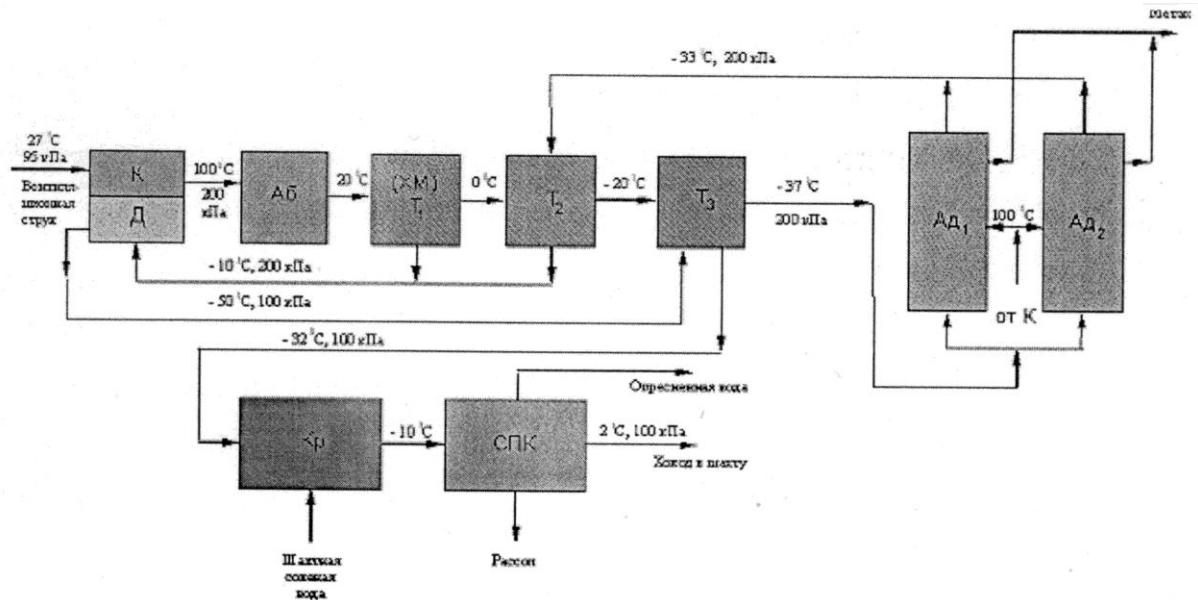 Метан
- 33 °C, 200 кПа
27 °C
95 кПа
Вентиля-
ционная
струя
К
Д
100 °C
200
кПа
Аб
20 °C
(ХМ)
Т₁
0 °C
Т₂
- 20 °C
Т₃
- 37 °C
200 кПа
Ад₁
100 °C
Ад₂
от К
- 10 °C, 200 кПа
- 50 °C, 100 кПа
- 32 °C, 100 кПа
Опресненная вода
Кр
- 10 °C
СПК
2 °C, 100 кПа
Холод в шахту
Шахтная
соленая
вода
Рассол